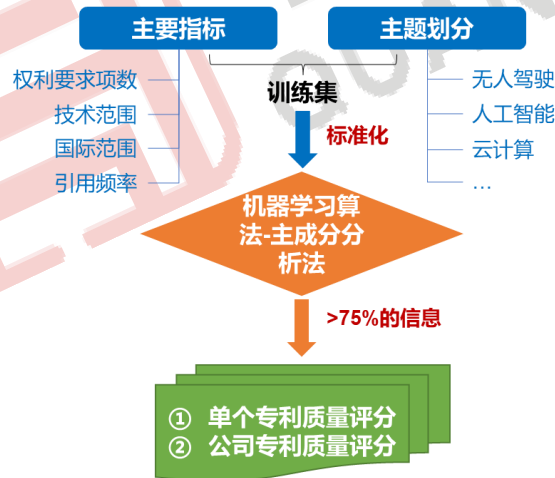 主要指标
主题划分
权利要求项数
技术范围
国际范围
引用频率
训练集
无人驾驶
人工智能
云计算
…
标准化
机器学习算
法-主成分分
析法
>75%的信息
① 单个专利质量评分
② 公司专利质量评分